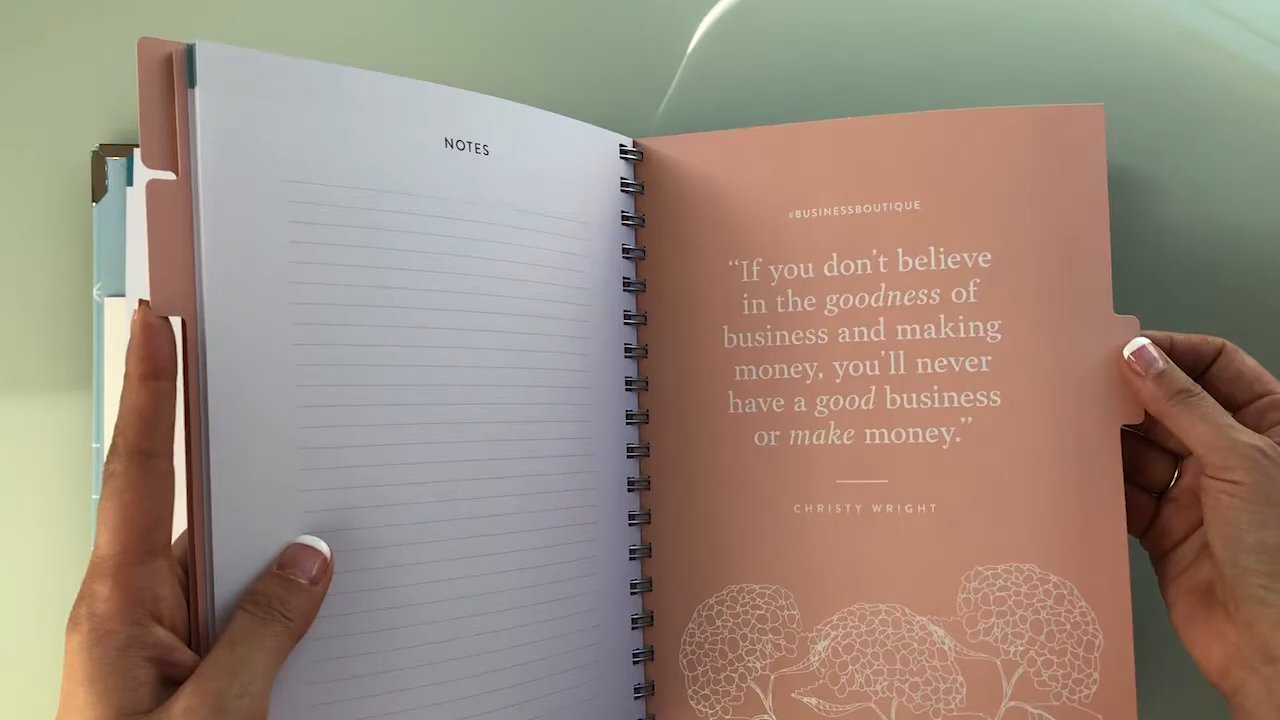 NOTES
#BUSINESSBOUTIQUE
“If you don’t believe
in the goodness of
business and making
money, you’ll never
have a good business
or make money.”
CHRISTY WRIGHT